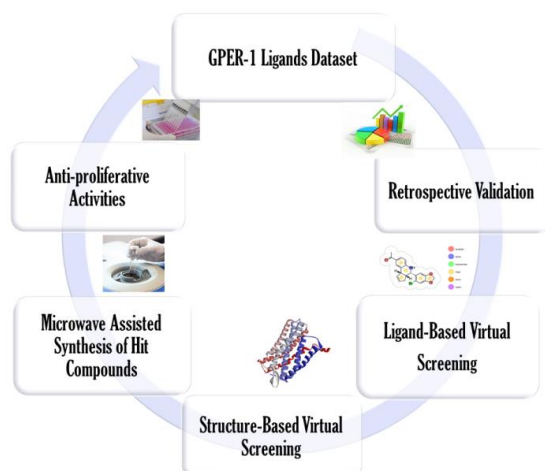 GPER-1 Ligands Dataset
Retrospective Validation
Ligand-Based Virtual
Screening
Structure-Based Virtual
Screening
Microwave Assisted
Synthesis of Hit
Compounds
Anti-proliferative
Activities